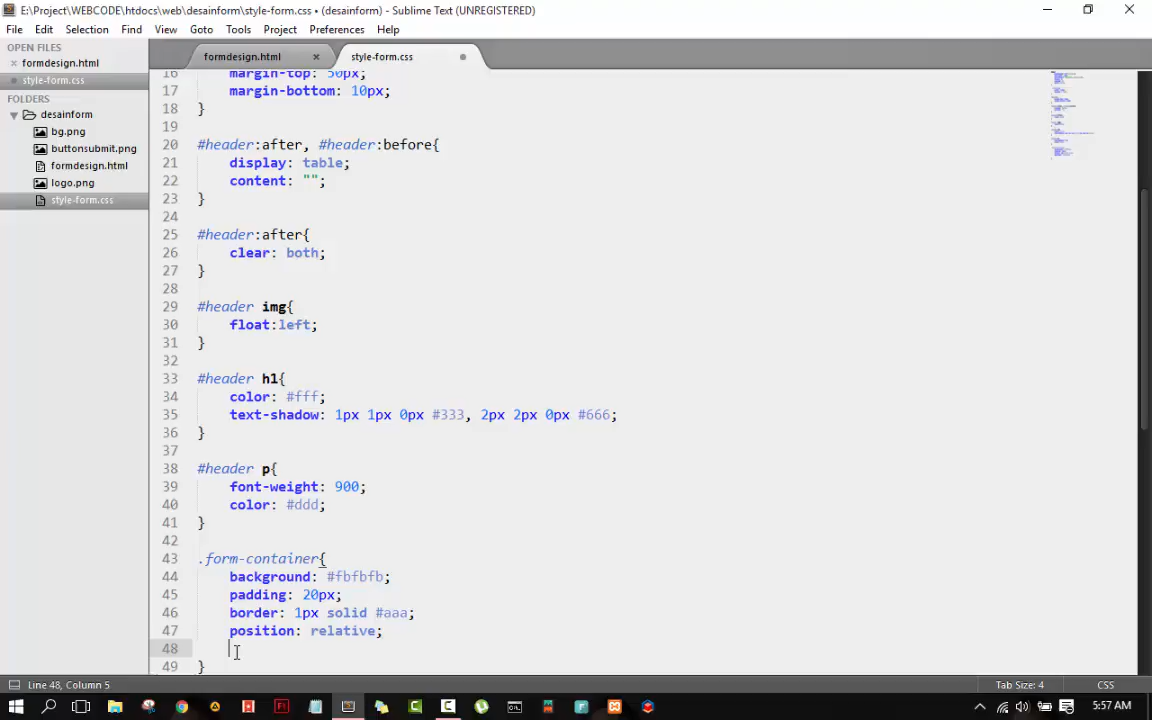 E:\Project\WEBCODE\htdocs\web\desainform\style-form.css • (desainform) - Sublime Text (UNREGISTERED)
File Edit Selection Find View Goto Tools Project Preferences Help
OPEN FILES
formdesign.html
style-form.css
FOLDERS
desainform
bg.png
buttonsubmit.png
formdesign.html
logo.png
style-form.css
formdesign.html style-form.css
16 margin-top: 50px;
17 margin-bottom: 10px;
18 }
19
20 #header:after, #header:before{
21 display: table;
22 content: "";
23 }
24
25 #header:after{
26 clear: both;
27 }
28
29 #header img{
30 float:left;
31 }
32
33 #header h1{
34 color: #fff;
35 text-shadow: 1px 1px 0px #333, 2px 2px 0px #666;
36 }
37
38 #header p{
39 font-weight: 900;
40 color: #ddd;
41 }
42
43 .form-container{
44 background: #fbfbfb;
45 padding: 20px;
46 border: 1px solid #aaa;
47 position: relative;
48
49 }
Line 48, Column 5 Tab Size: 4 CSS
5:57 AM